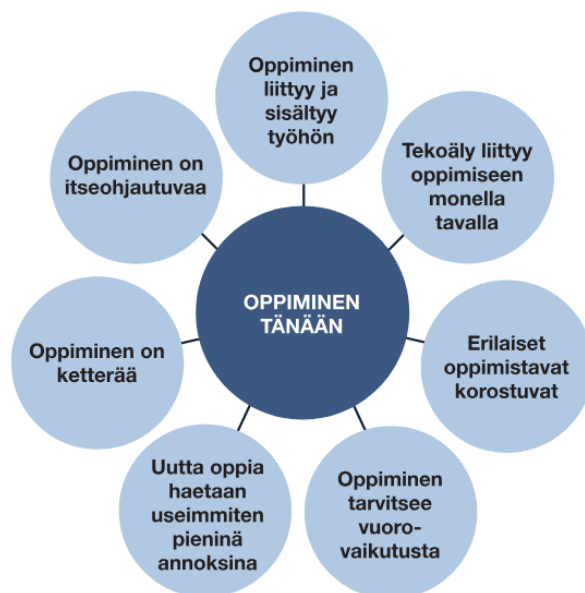 Oppiminen
liittyy ja
sisältyy
työhön
Tekoäly liittyy
oppimiseen
monella
tavalla
Erilaiset
oppimistavat
korostuvat
Oppiminen
tarvitsee
vuoro-
vaikutusta
Uutta oppia
haetaan
useimmiten
pieninä
annoksina
Oppiminen on
ketterää
Oppiminen on
itseohjautuvaa
OPPIMINEN
TÄNÄÄN